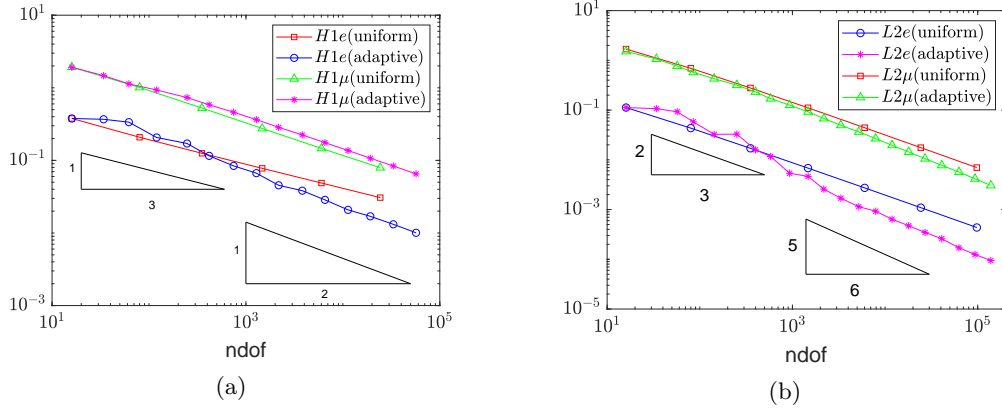 10^1
10^-1
10^-3
10^1
10^3
10^5
ndof
H1e(uniform)
H1e(adaptive)
H1μ(uniform)
H1μ(adaptive)
1
3
1
2
(a)
10^1
10^-1
10^-3
10^-5
10^1
10^3
10^5
ndof
L2e(uniform)
L2e(adaptive)
L2μ(uniform)
L2μ(adaptive)
2
3
5
6
(b)